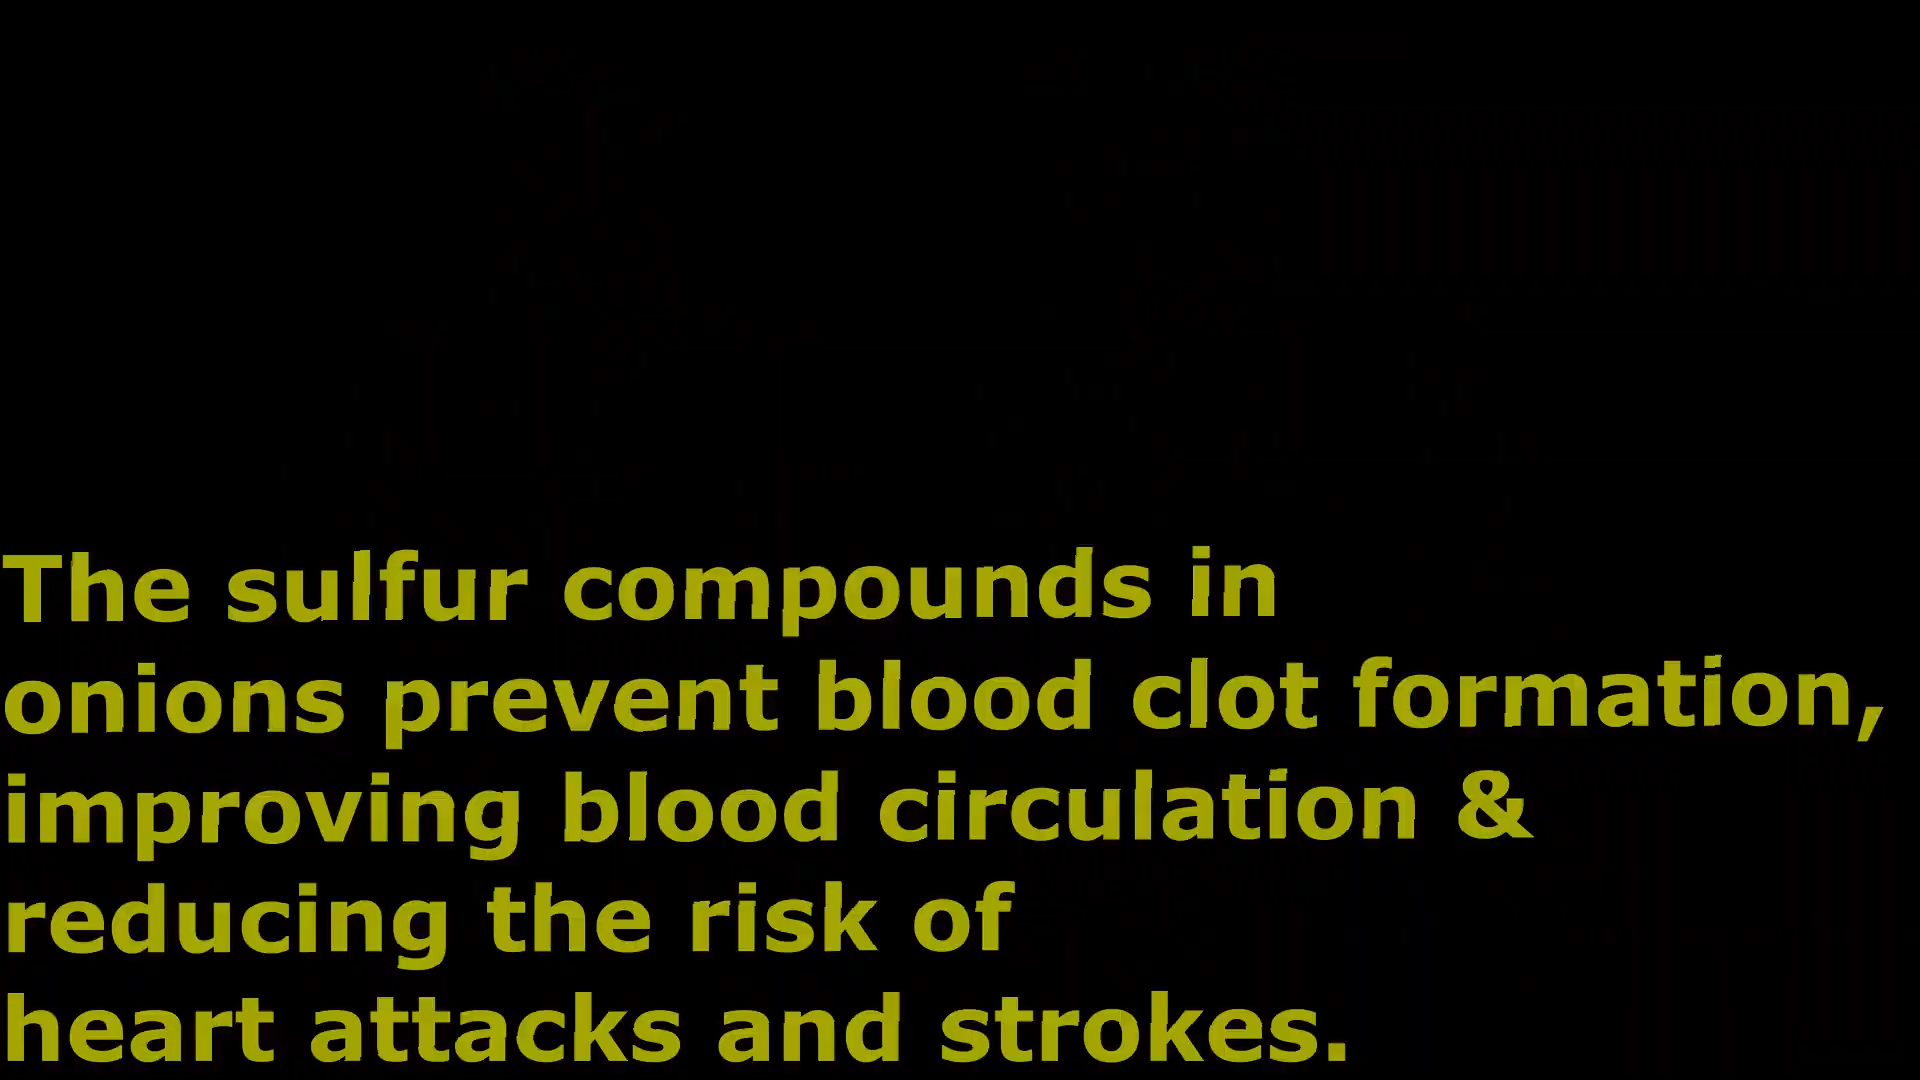 The sulfur compounds in
onions prevent blood clot formation,
improving blood circulation &
reducing the risk of
heart attacks and strokes.